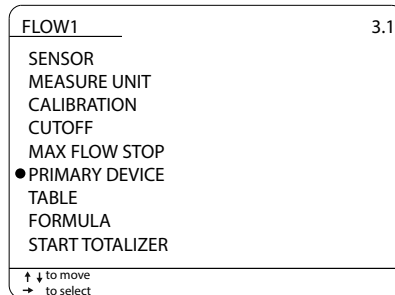 FLOW1 3.1
SENSOR
MEASURE UNIT
CALIBRATION
CUTOFF
MAX FLOW STOP
●PRIMARY DEVICE
TABLE
FORMULA
START TOTALIZER
↑ ↓ to move
→ to select